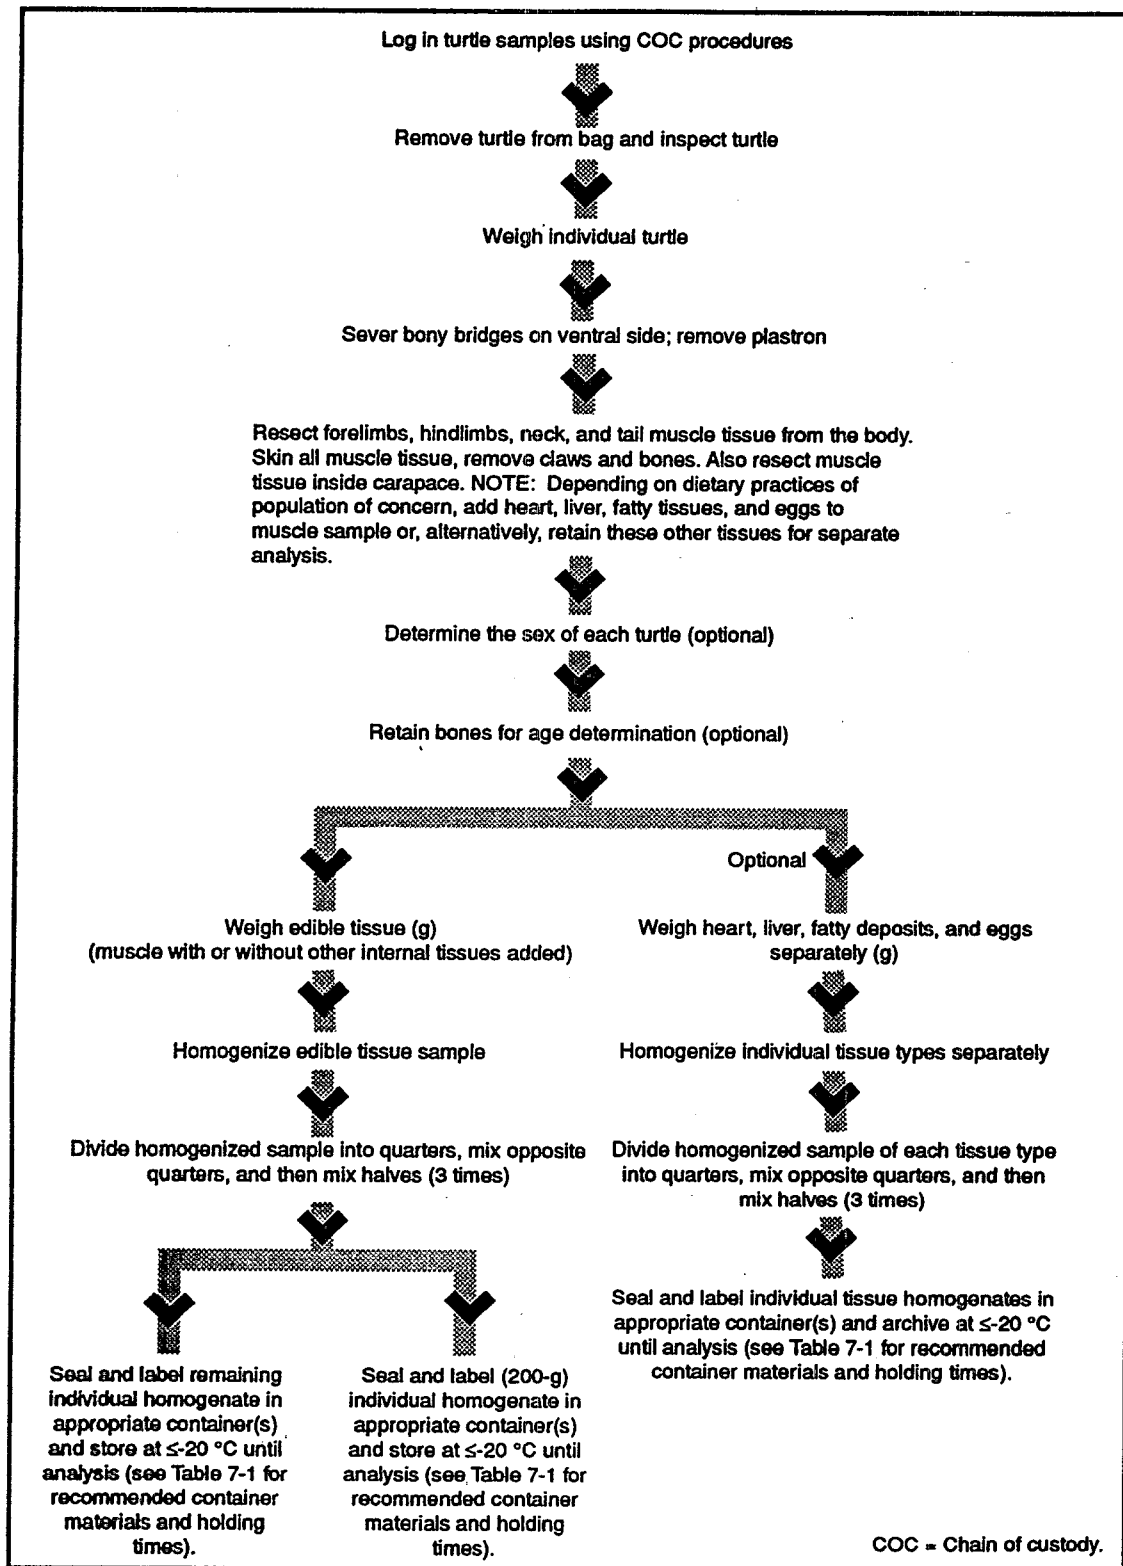 Log in turtle samples using COC procedures
Remove turtle from bag and inspect turtle
Weigh individual turtle
Sever bony bridges on ventral side; remove plastron
Resect forelimbs, hindlimbs, neck, and tail muscle tissue from the body.
Skin all muscle tissue, remove claws and bones. Also resect muscle
tissue inside carapace. NOTE: Depending on dietary practices of
population of concern, add heart, liver, fatty tissues, and eggs to
muscle sample or, alternatively, retain these other tissues for separate
analysis.
Determine the sex of each turtle (optional)
Retain bones for age determination (optional)
Optional
Weigh edible tissue (g)
(muscle with or without other internal tissues added)
Homogenize edible tissue sample
Divide homogenized sample into quarters, mix opposite
quarters, and then mix halves (3 times)
Seal and label remaining
individual homogenate in
appropriate container(s)
and store at ≤-20 °C until
analysis (see Table 7-1 for
recommended container
materials and holding
times).
Seal and label (200-g)
individual homogenate in
appropriate container(s)
and store at ≤-20 °C until
analysis (see Table 7-1 for
recommended container
materials and holding
times).
Weigh heart, liver, fatty deposits, and eggs
separately (g)
Homogenize individual tissue types separately
Divide homogenized sample of each tissue type
into quarters, mix opposite quarters, and then
mix halves (3 times)
Seal and label individual tissue homogenates in
appropriate container(s) and archive at ≤-20 °C
until analysis (see Table 7-1 for recommended
container materials and holding times).
COC = Chain of custody.